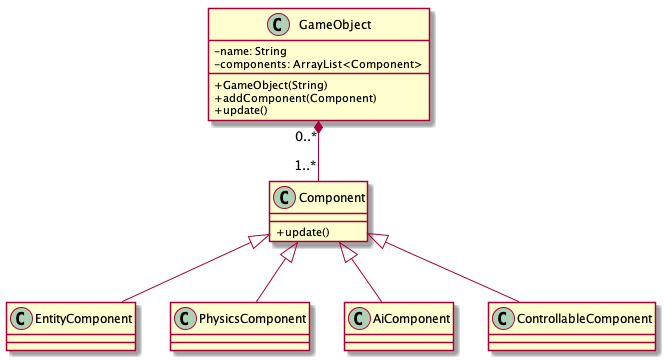 C GameObject
-name: String
-components: ArrayList<Component>
+GameObject(String)
+addComponent(Component)
+update()
0..*
1..*
C Component
+update()
C EntityComponent
C PhysicsComponent
C AiComponent
C ControllableComponent